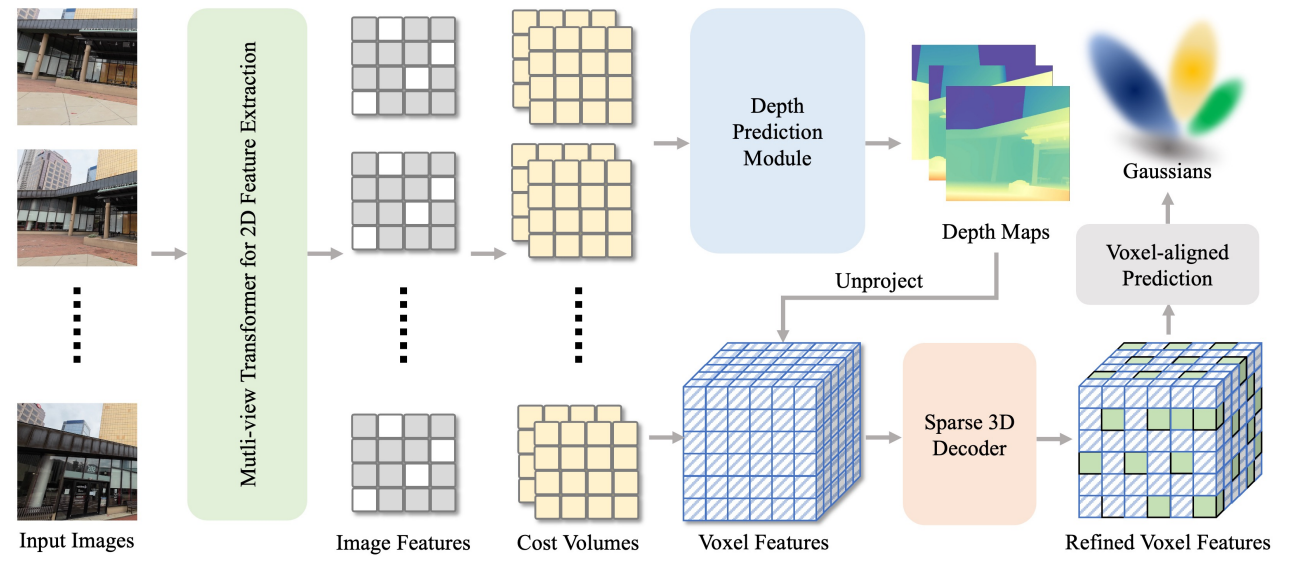 Mutli-view Transformer for 2D Feature Extraction
Depth
Prediction
Module
Gaussians
Depth Maps
Voxel-aligned
Prediction
Unproject
Sparse 3D
Decoder
Input Images
Image Features
Cost Volumes
Voxel Features
Refined Voxel Features